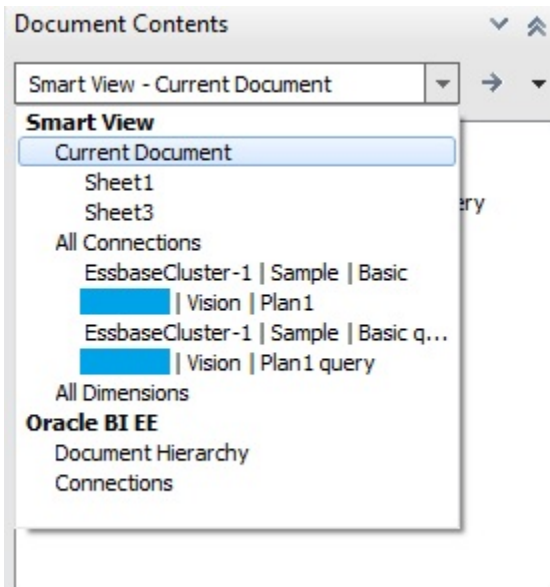 Document Contents
Smart View - Current Document
Smart View
Current Document
Sheet1
Sheet3
ery
All Connections
EssbaseCluster-1 | Sample | Basic
| Vision | Plan1
EssbaseCluster-1 | Sample | Basic q...
| Vision | Plan1 query
All Dimensions
Oracle BI EE
Document Hierarchy
Connections